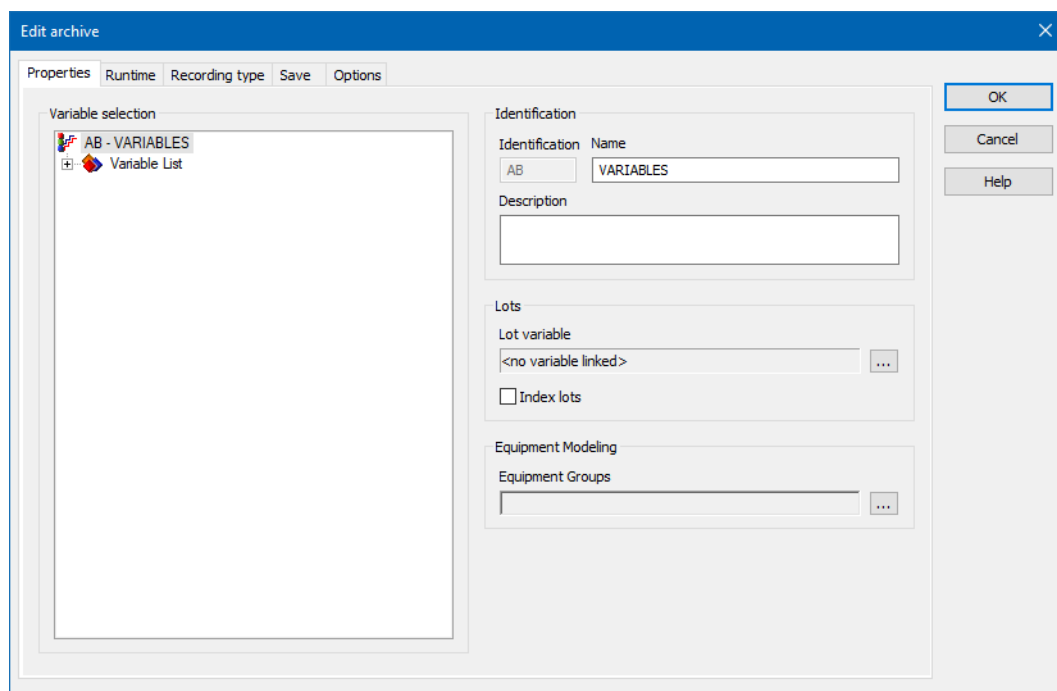 Edit archive
Properties Runtime Recording type Save Options
OK
Cancel
Help
Variable selection
AB - VARIABLES
Variable List
Identification
Identification Name
AB VARIABLES
Description
Lots
Lot variable
<no variable linked> ...
Index lots
Equipment Modeling
Equipment Groups
...